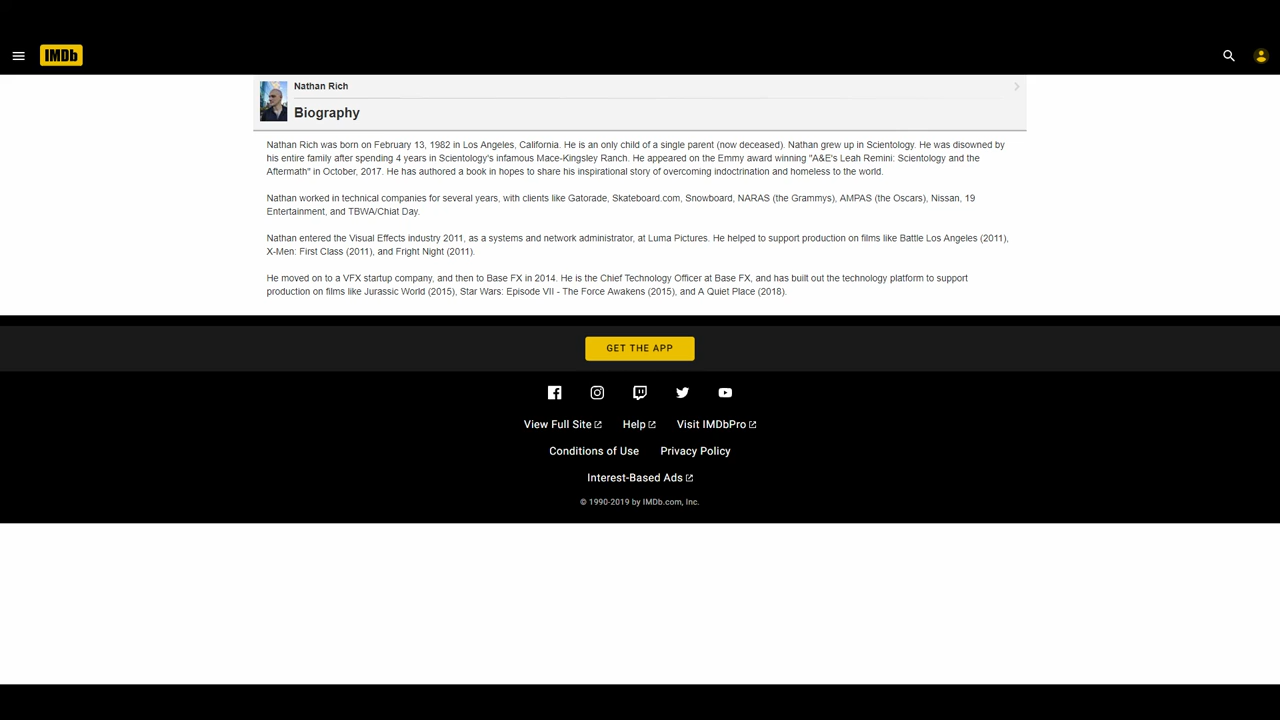 IMDb
Nathan Rich
Biography
Nathan Rich was born on February 13, 1982 in Los Angeles, California. He is an only child of a single parent (now deceased). Nathan grew up in Scientology. He was disowned by
his entire family after spending 4 years in Scientology's infamous Mace-Kingsley Ranch. He appeared on the Emmy award winning "A&E's Leah Remini: Scientology and the
Aftermath" in October, 2017. He has authored a book in hopes to share his inspirational story of overcoming indoctrination and homeless to the world.
Nathan worked in technical companies for several years, with clients like Gatorade, Skateboard.com, Snowboard, NARAS (the Grammys), AMPAS (the Oscars), Nissan, 19
Entertainment, and TBWA/Chiat Day.
Nathan entered the Visual Effects industry 2011, as a systems and network administrator, at Luma Pictures. He helped to support production on films like Battle Los Angeles (2011),
X-Men: First Class (2011), and Fright Night (2011).
He moved on to a VFX startup company, and then to Base FX in 2014. He is the Chief Technology Officer at Base FX, and has built out the technology platform to support
production on films like Jurassic World (2015), Star Wars: Episode VII - The Force Awakens (2015), and A Quiet Place (2018).
GET THE APP
View Full Site Help Visit IMDbPro
Conditions of Use Privacy Policy
Interest-Based Ads
© 1990-2019 by IMDb.com, Inc.